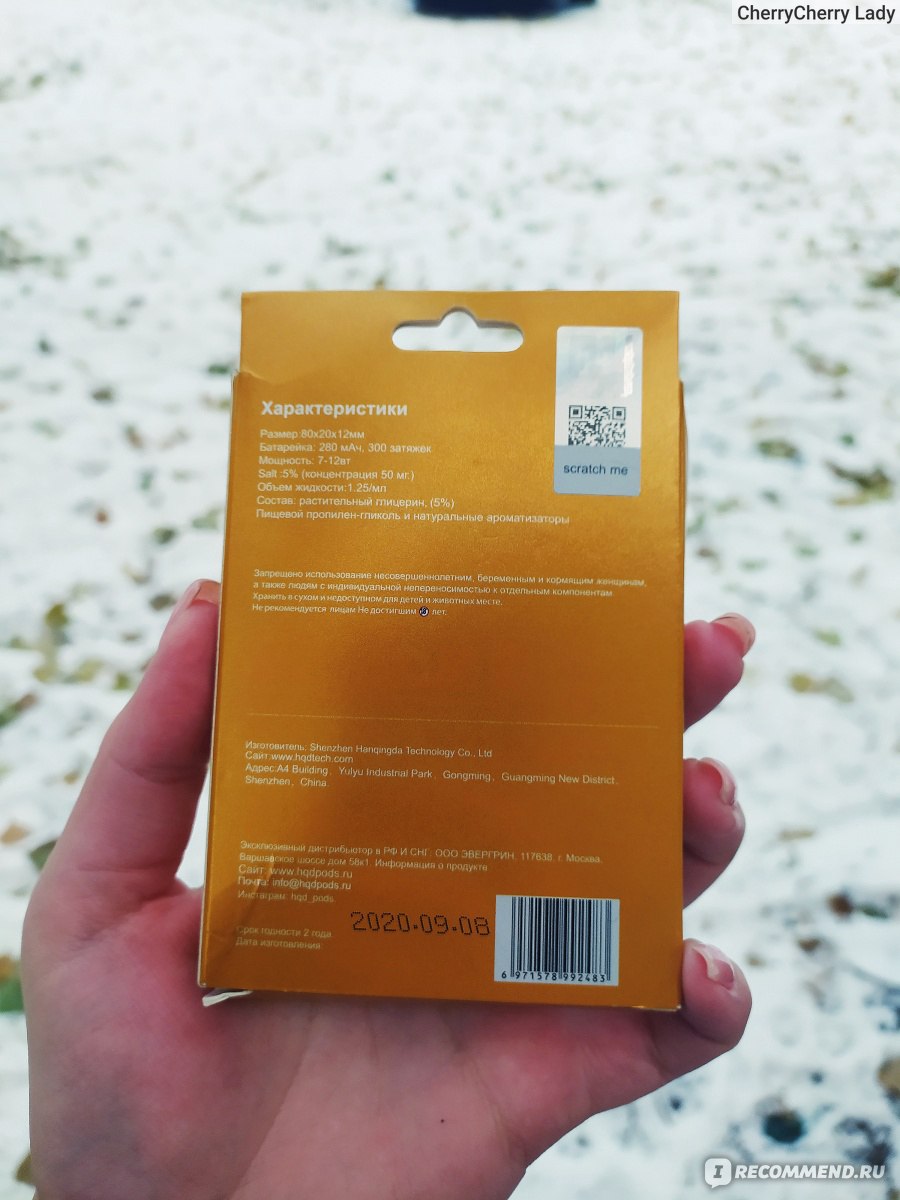 CherryCherry Lady
scratch me
Характеристики
Размер:80x20x12мм
Батарейка: 280 мАч, 300 затяжек
Мощность: 7-12вт
Salt :5% (концентрация 50 мг.)
Объем жидкости:1.25/мл
Состав: растительный глицерин, (5%)
Пищевой пропилен-гликоль и натуральные ароматизаторы
Запрещено использование несовершеннолетним, беременным и кормящим женщинам,
а также людям с индивидуальной непереносимостью к отдельным компонентам.
Хранить в сухом и недоступном для детей и животных месте.
Не рекомендуется лицам Не достигшим 18 лет.
Изготовитель: Shenzhen Hanqingda Technology Co., Ltd
Сайт:www.hqdtech.com
Адрес:A4 Building, Yulyu Industrial Park, Gongming, Guangming New District,
Shenzhen, China.
Эксклюзивный дистрибьютор в РФ И СНГ: ООО ЭВЕРГРИН, 117638, г. Москва,
Варшавское шоссе дом 58к1. Информация о продукте
Сайт: www.hqdpods.ru
Почта: info@hqdpods.ru
Инстаграм: hqd_pods
Срок годности 2 года.
Дата изготовления:
2020.09.08
6 971578 992483
IRECOMMEND.RU